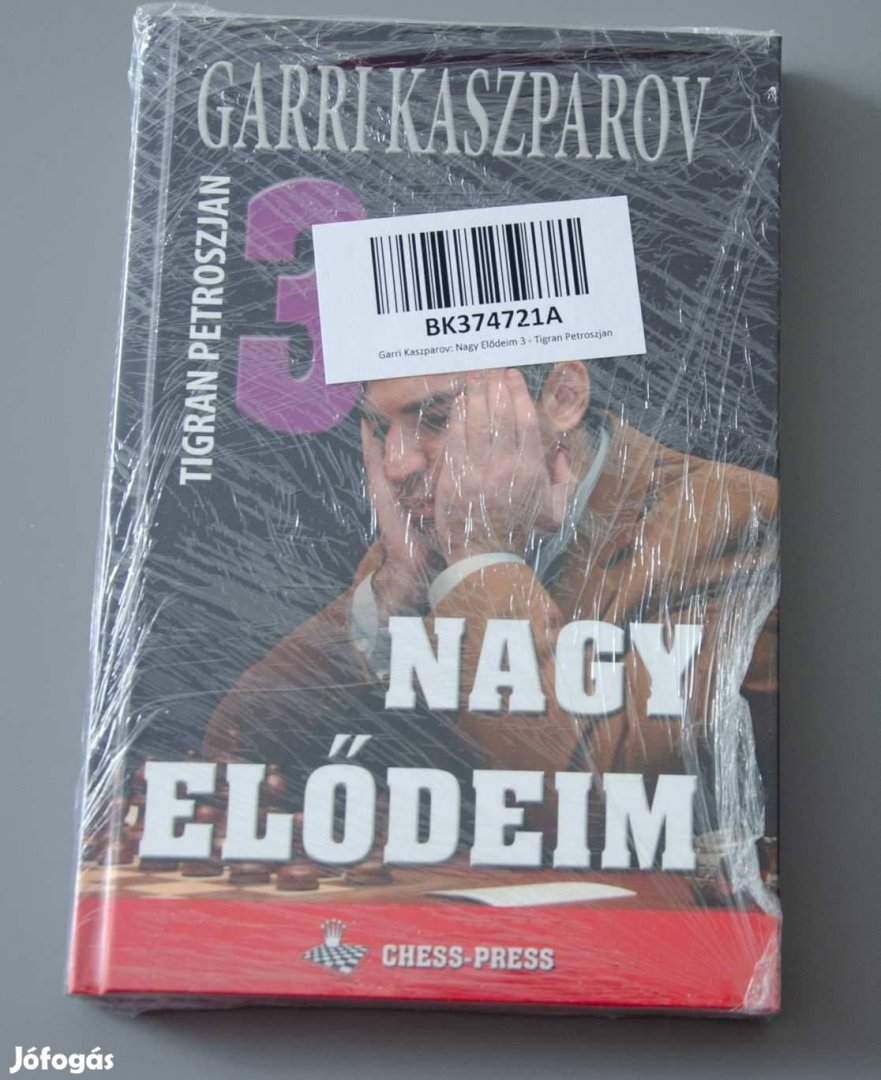 GARRI KASZPAROV
TIGRAN PETROSZJAN
3
BK374721A
Garri Kaszparov: Nagy Elődeim 3 - Tigran Petroszjan
NAGY
ELŐDEIM
CHESS-PRESS
Jófogás